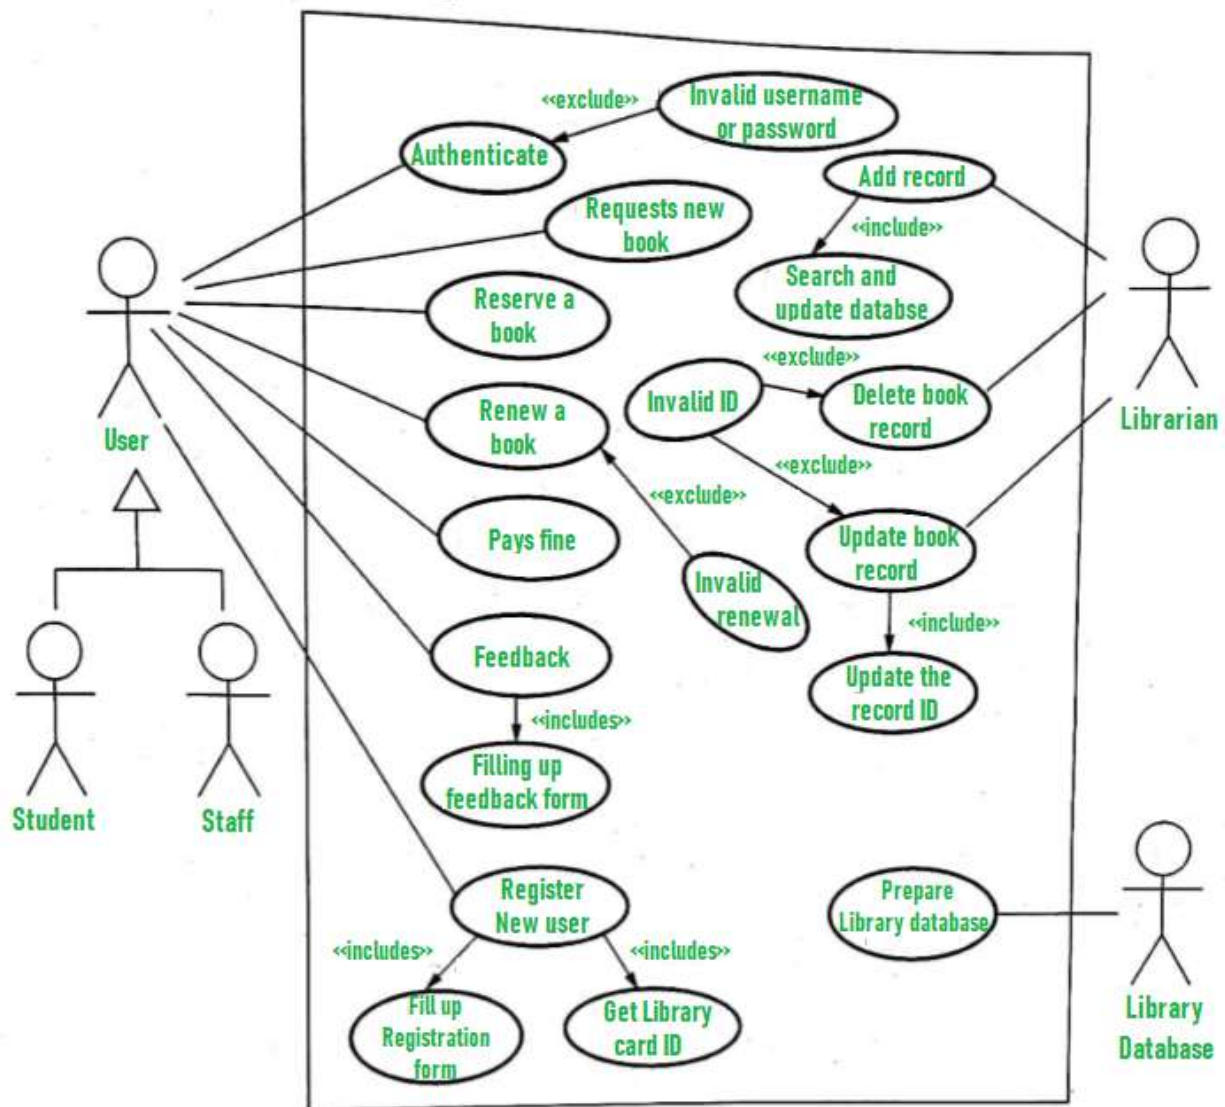 <<exclude>>
Invalid username
or password
Authenticate
Add record
Requests new
book
<<include>>
Search and
update databse
Reserve a
book
<<exclude>>
Invalid ID
Delete book
record
Renew a
book
User
Librarian
<<exclude>>
<<exclude>>
Pays fine
Update book
record
Invalid
renewal
<<include>>
Feedback
Update the
record ID
<<includes>>
Filling up
feedback form
Student
Staff
Register
New user
Prepare
Library database
<<includes>>
<<includes>>
Fill up
Registration
form
Get Library
card ID
Library
Database